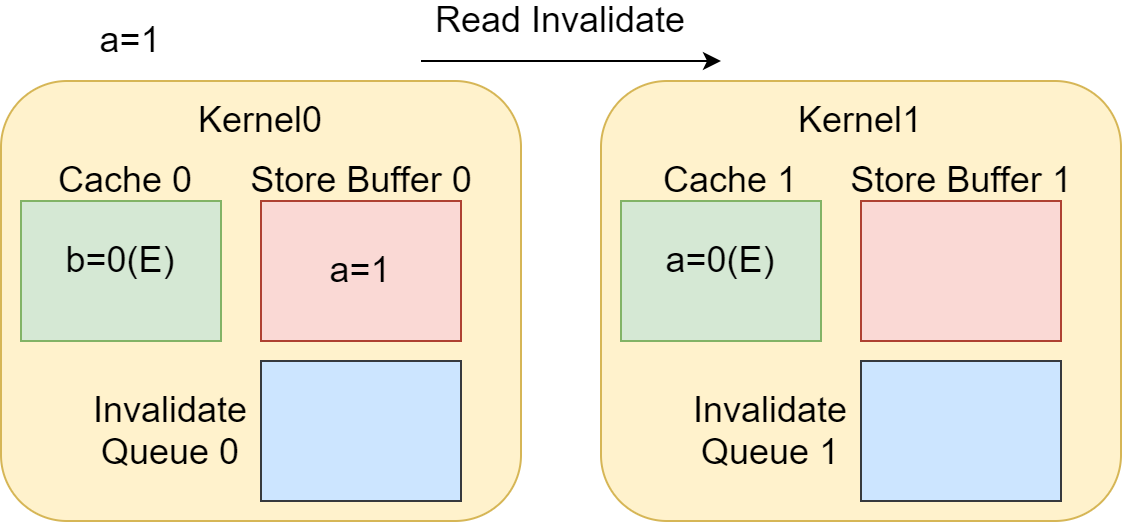 a=1
Read Invalidate
Kernel0
Cache 0
Store Buffer 0
b=0(E)
a=1
Invalidate
Queue 0
Kernel1
Cache 1
Store Buffer 1
a=0(E)
Invalidate
Queue 1